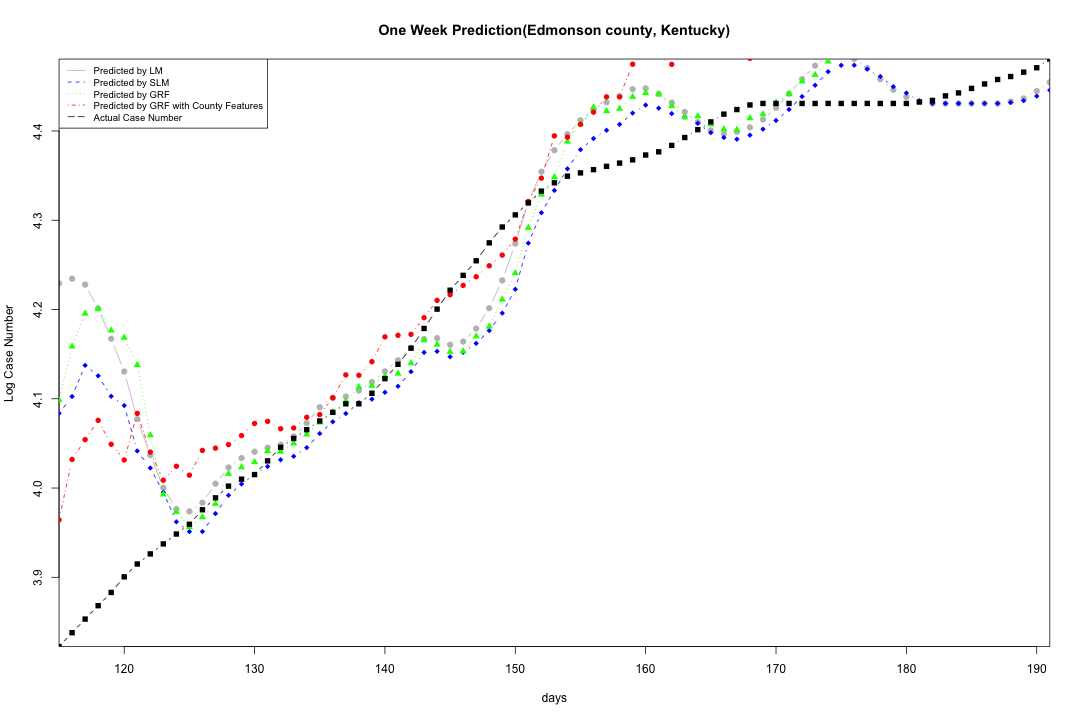 One Week Prediction(Edmonson county, Kentucky)
Predicted by LM
Predicted by SLM
Predicted by GRF
Predicted by GRF with County Features
Actual Case Number
4.4
4.3
4.2
4.1
4.0
3.9
Log Case Number
120 130 140 150 160 170 180 190
days